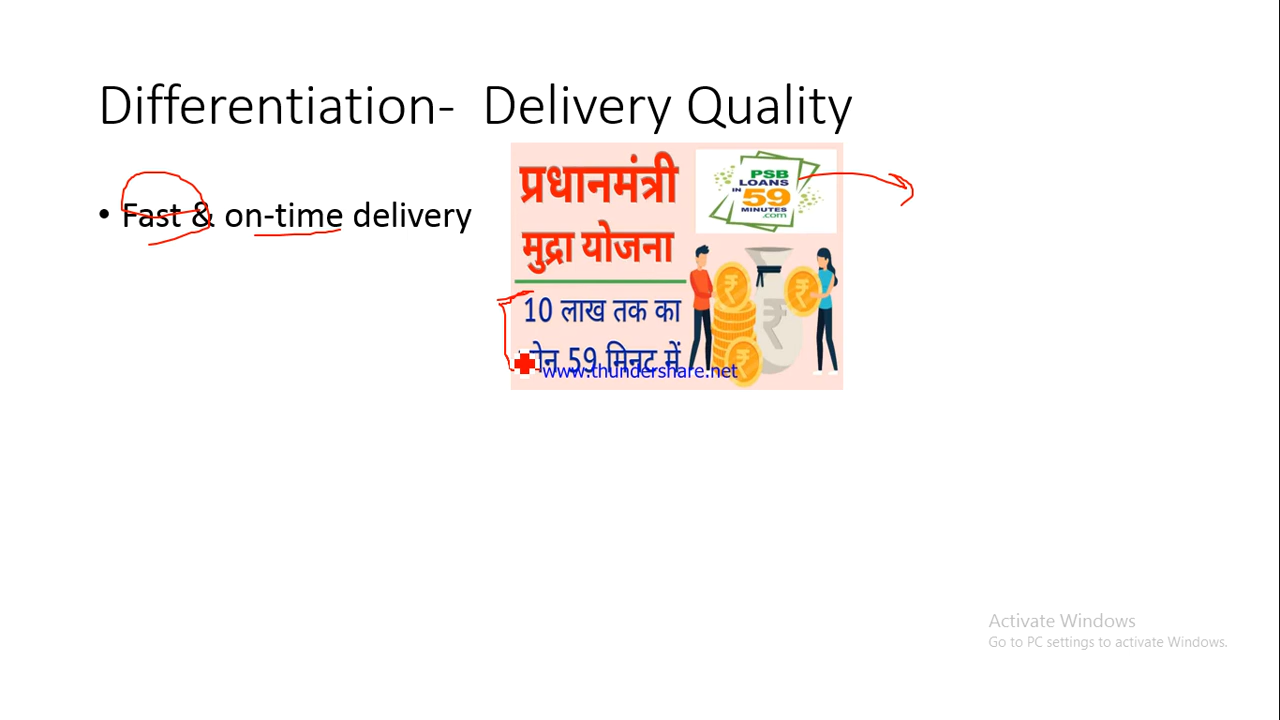 Differentiation- Delivery Quality
• Fast & on-time delivery
प्रधानमंत्री
मुद्रा योजना
10 लाख तक का
59 मिनट में
PSB
LOANS
IN 59
MINUTES
.com
www.thundershare.net
Activate Windows
Go to PC settings to activate Windows.